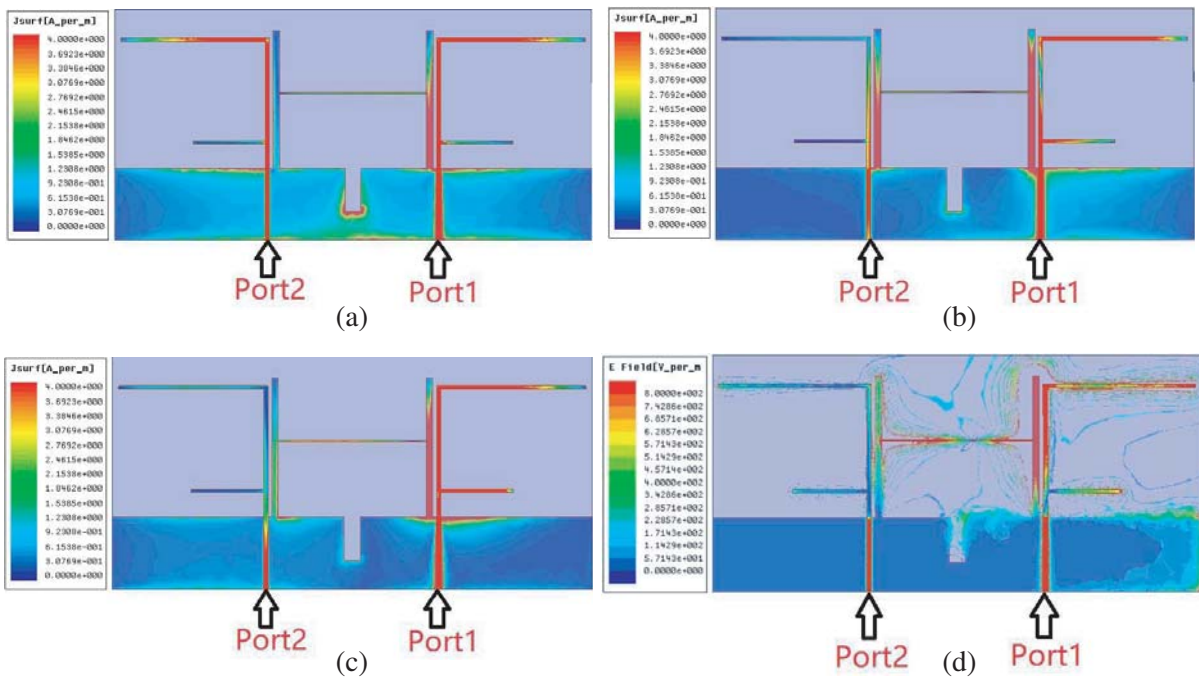 Jsurf[A_per_m]
4.0000e+000
3.6923e+000
3.3846e+000
3.0769e+000
2.7692e+000
2.4615e+000
2.1538e+000
1.8462e+000
1.5385e+000
1.2308e+000
9.2308e-001
6.1538e-001
3.0769e-001
0.0000e+000
Port2
Port1
(a)
Jsurf[A_per_m]
4.0000e+000
3.6923e+000
3.3846e+000
3.0769e+000
2.7692e+000
2.4615e+000
2.1538e+000
1.8462e+000
1.5385e+000
1.2308e+000
9.2308e-001
6.1538e-001
3.0769e-001
0.0000e+000
Port2
Port1
(b)
Jsurf[A_per_m]
4.0000e+000
3.6923e+000
3.3846e+000
3.0769e+000
2.7692e+000
2.4615e+000
2.1538e+000
1.8462e+000
1.5385e+000
1.2308e+000
9.2308e-001
6.1538e-001
3.0769e-001
0.0000e+000
Port2
Port1
(c)
E Field[V_per_m
8.0000e+002
7.4286e+002
6.8571e+002
6.2857e+002
5.7143e+002
5.1429e+002
4.5714e+002
4.0000e+002
3.4286e+002
2.8571e+002
2.2857e+002
1.7143e+002
1.1429e+002
5.7143e+001
0.0000e+000
Port2
Port1
(d)